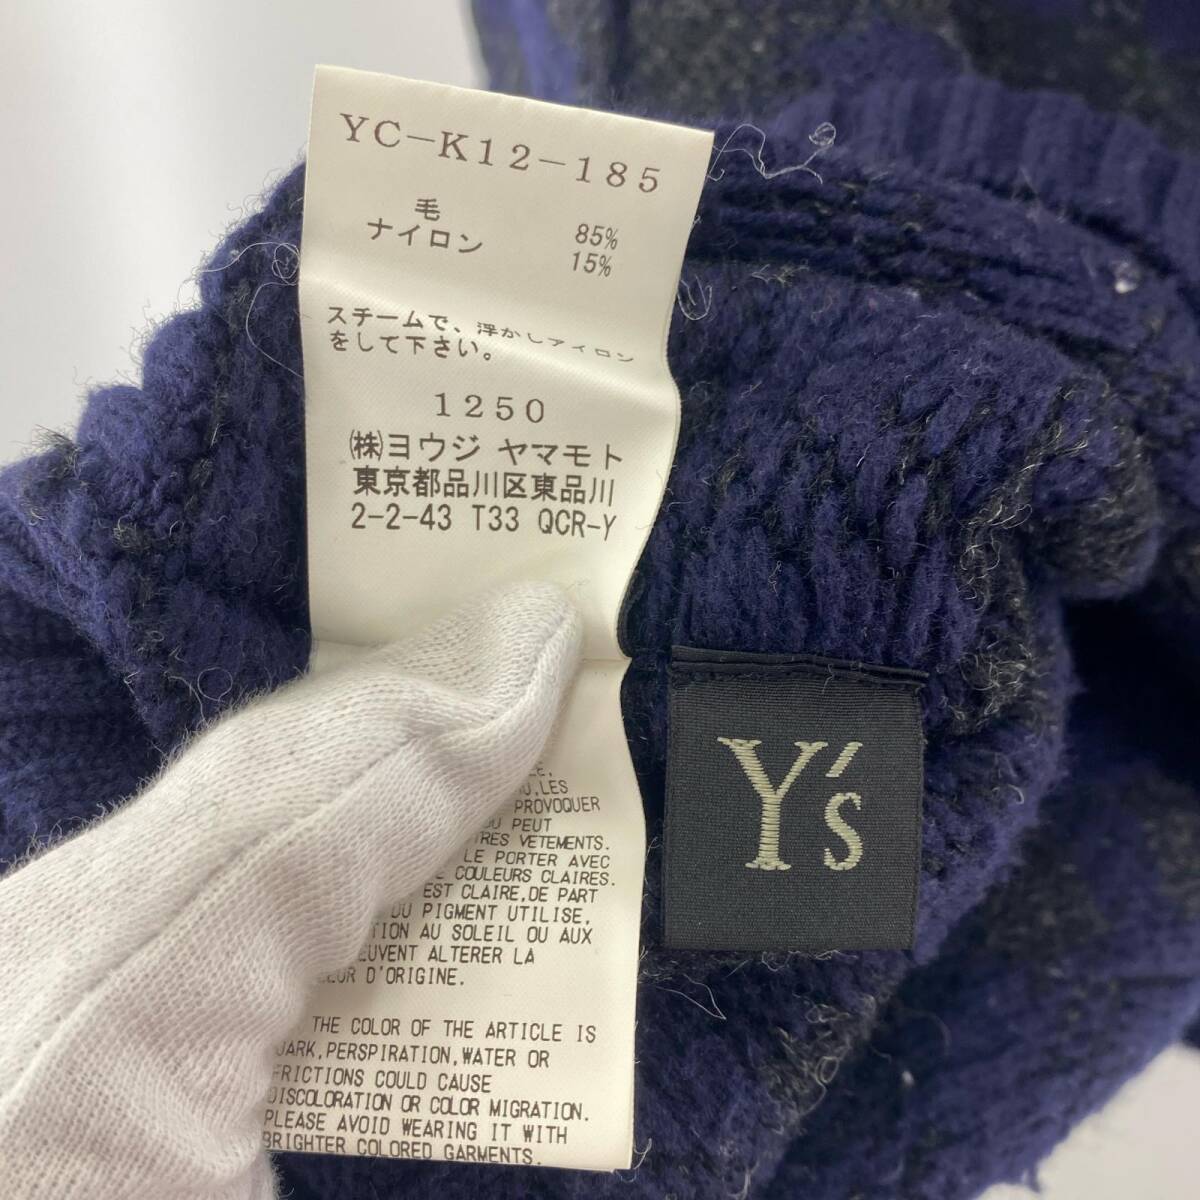 YC-K12-185
毛 85%
ナイロン 15%
スチームで、浮かしアイロン
をして下さい。
1250
㈱ヨウジ ヤマモト
東京都品川区東品川
2-2-43 T33 QCR-Y
Y's
LES
PROVOQUER
PEUT
VETEMENTS.
LE PORTER AVEC
COULEURS CLAIRES.
EST CLAIRE,DE PART
DU PIGMENT UTILISE,
AU SOLEIL OU AUX
ALTERER LA
D'ORIGINE.
THE COLOR OF THE ARTICLE IS
DARK,PERSPIRATION,WATER OR
FRICTIONS COULD CAUSE
DISCOLORATION OR COLOR MIGRATION.
PLEASE AVOID WEARING IT WITH
BRIGHTER COLORED GARMENTS.